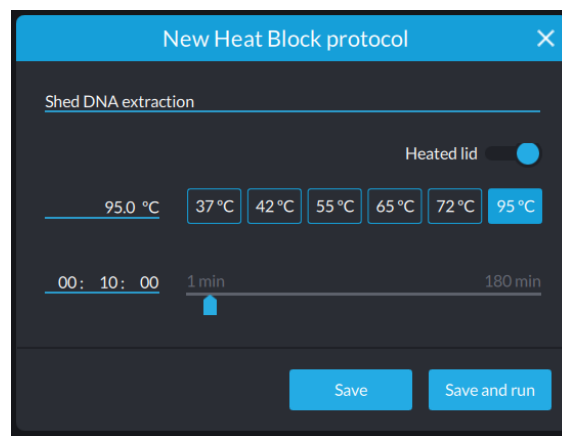 New Heat Block protocol
Shed DNA extraction
Heated lid
95.0 °C 37 °C 42 °C 55 °C 65 °C 72 °C 95 °C
00: 10: 00 1 min 180 min
Save Save and run